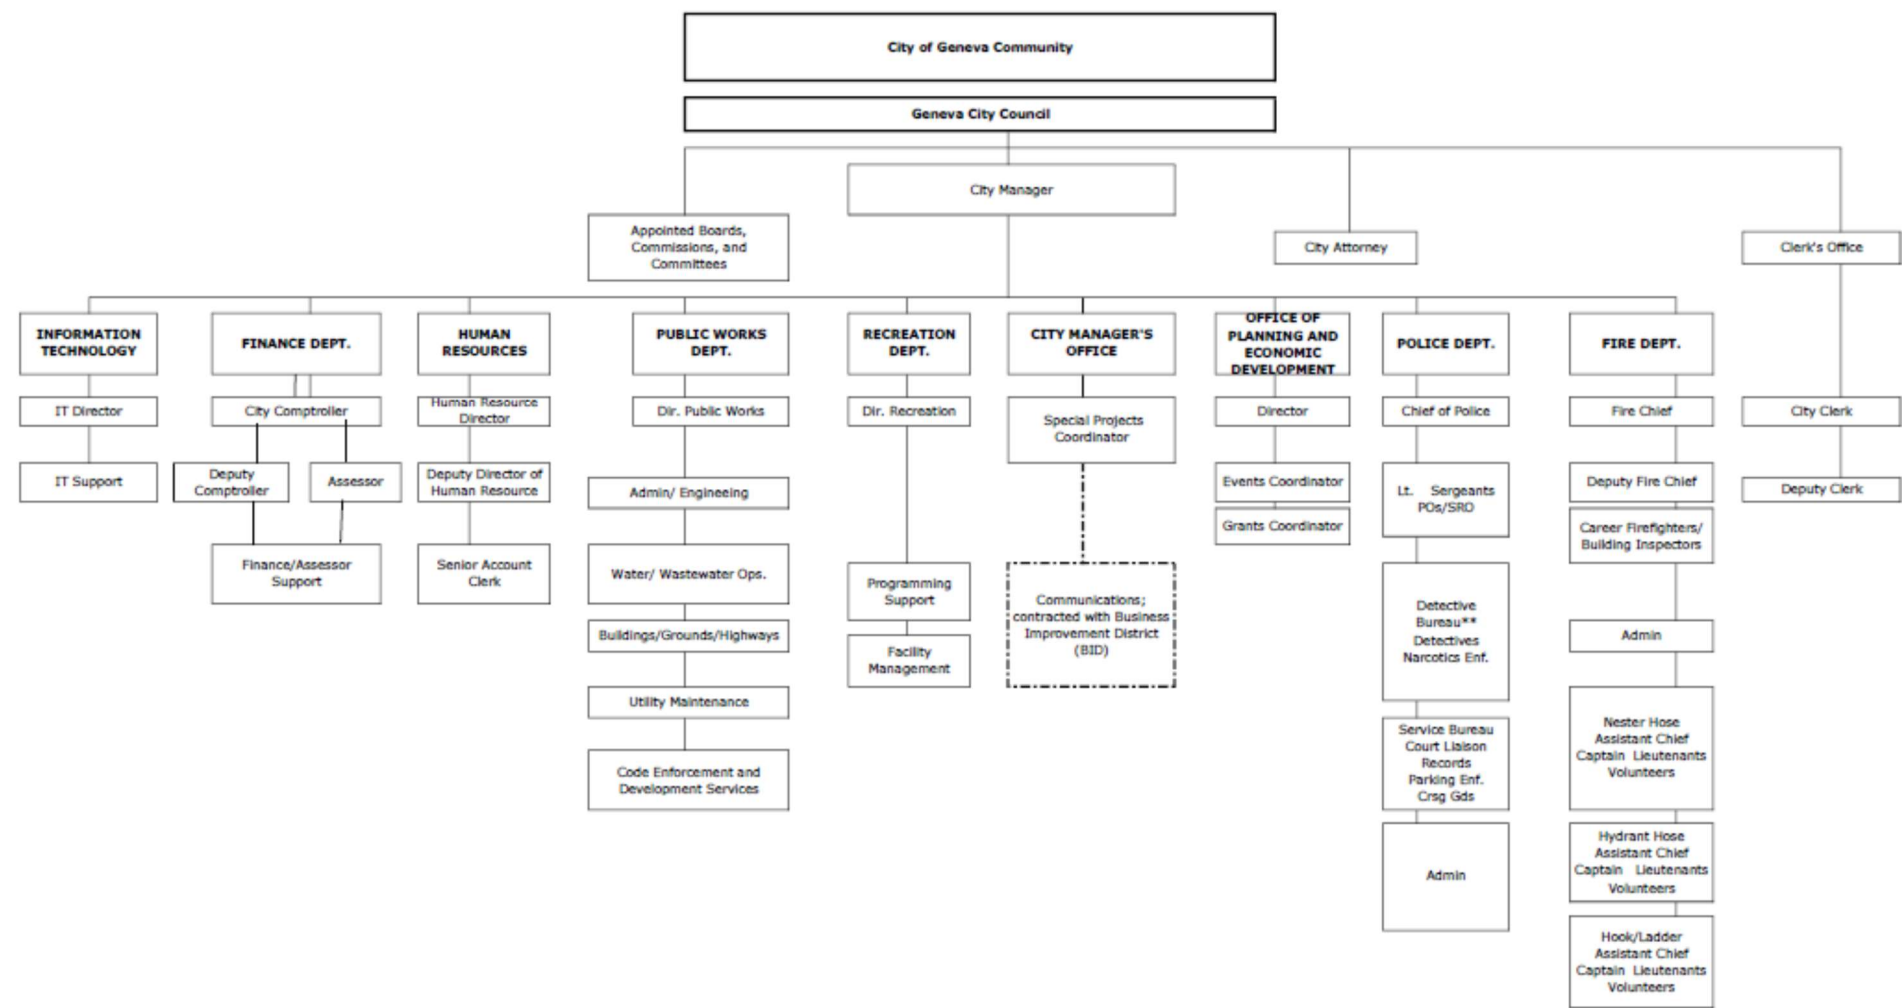 City of Geneva Community
Geneva City Council
City Manager
Appointed Boards,
Commissions, and
Committees
City Attorney
Clerk's Office
INFORMATION
TECHNOLOGY
FINANCE DEPT.
HUMAN
RESOURCES
PUBLIC WORKS
DEPT.
RECREATION
DEPT.
CITY MANAGER'S
OFFICE
OFFICE OF
PLANNING AND
ECONOMIC
DEVELOPMENT
POLICE DEPT.
FIRE DEPT.
IT Director
City Comptroller
Human Resource
Director
Dir. Public Works
Dir. Recreation
Special Projects
Coordinator
Director
Chief of Police
Fire Chief
City Clerk
IT Support
Deputy
Comptroller
Assessor
Deputy Director of
Human Resource
Admin/ Engineeing
Events Coordinator
Lt. Sergeants
POs/SRO
Deputy Fire Chief
Deputy Clerk
Grants Coordinator
Career Firefighters/
Building Inspectors
Finance/Assessor
Support
Senior Account
Clerk
Water/ Wastewater Ops.
Programming
Support
Communications;
contracted with Business
Improvement District
(BID)
Detective
Bureau**
Detectives
Narcotics Enf.
Admin
Buildings/Grounds/Highways
Facility
Management
Utility Maintenance
Nester Hose
Assistant Chief
Captain Lieutenants
Volunteers
Service Bureau
Court Liaison
Records
Parking Enf.
Crsg Gds
Code Enforcement and
Development Services
Admin
Hydrant Hose
Assistant Chief
Captain Lieutenants
Volunteers
Hook/Ladder
Assistant Chief
Captain Lieutenants
Volunteers